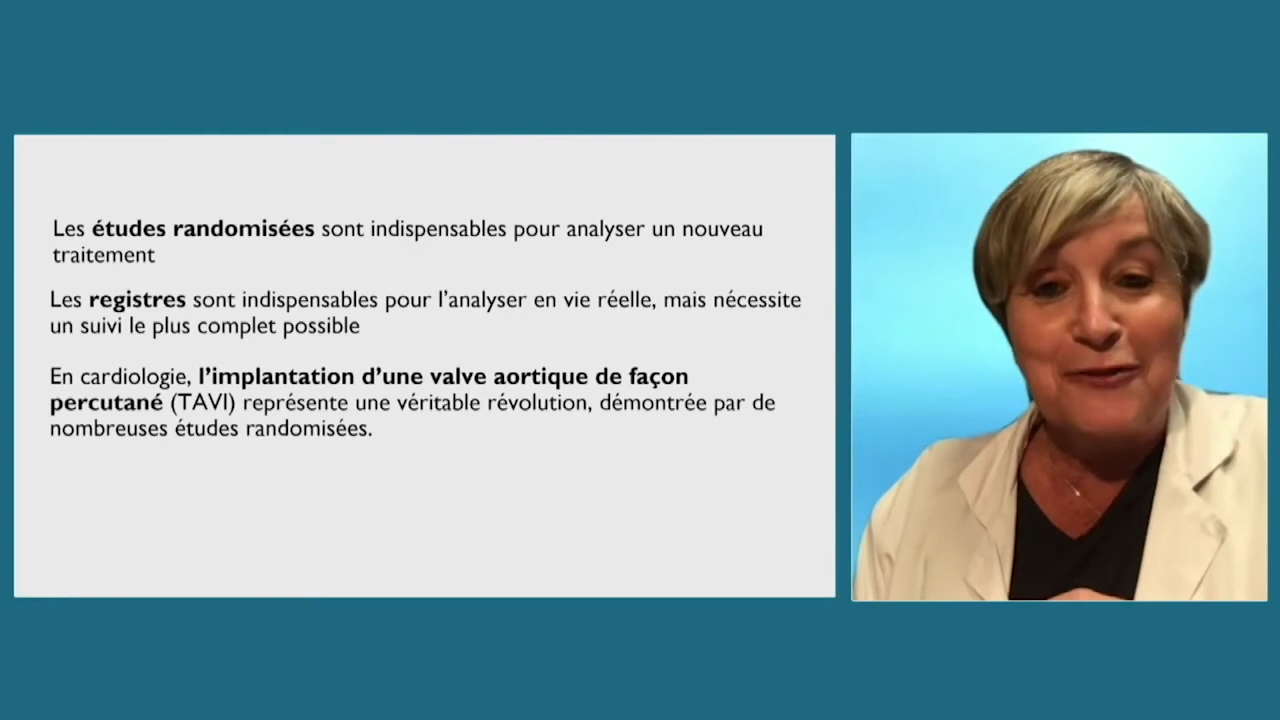 Les études randomisées sont indispensables pour analyser un nouveau
traitement
Les registres sont indispensables pour l’analyser en vie réelle, mais nécessite
un suivi le plus complet possible
En cardiologie, l’implantation d’une valve aortique de façon
percutané (TAVI) représente une véritable révolution, démontrée par de
nombreuses études randomisées.